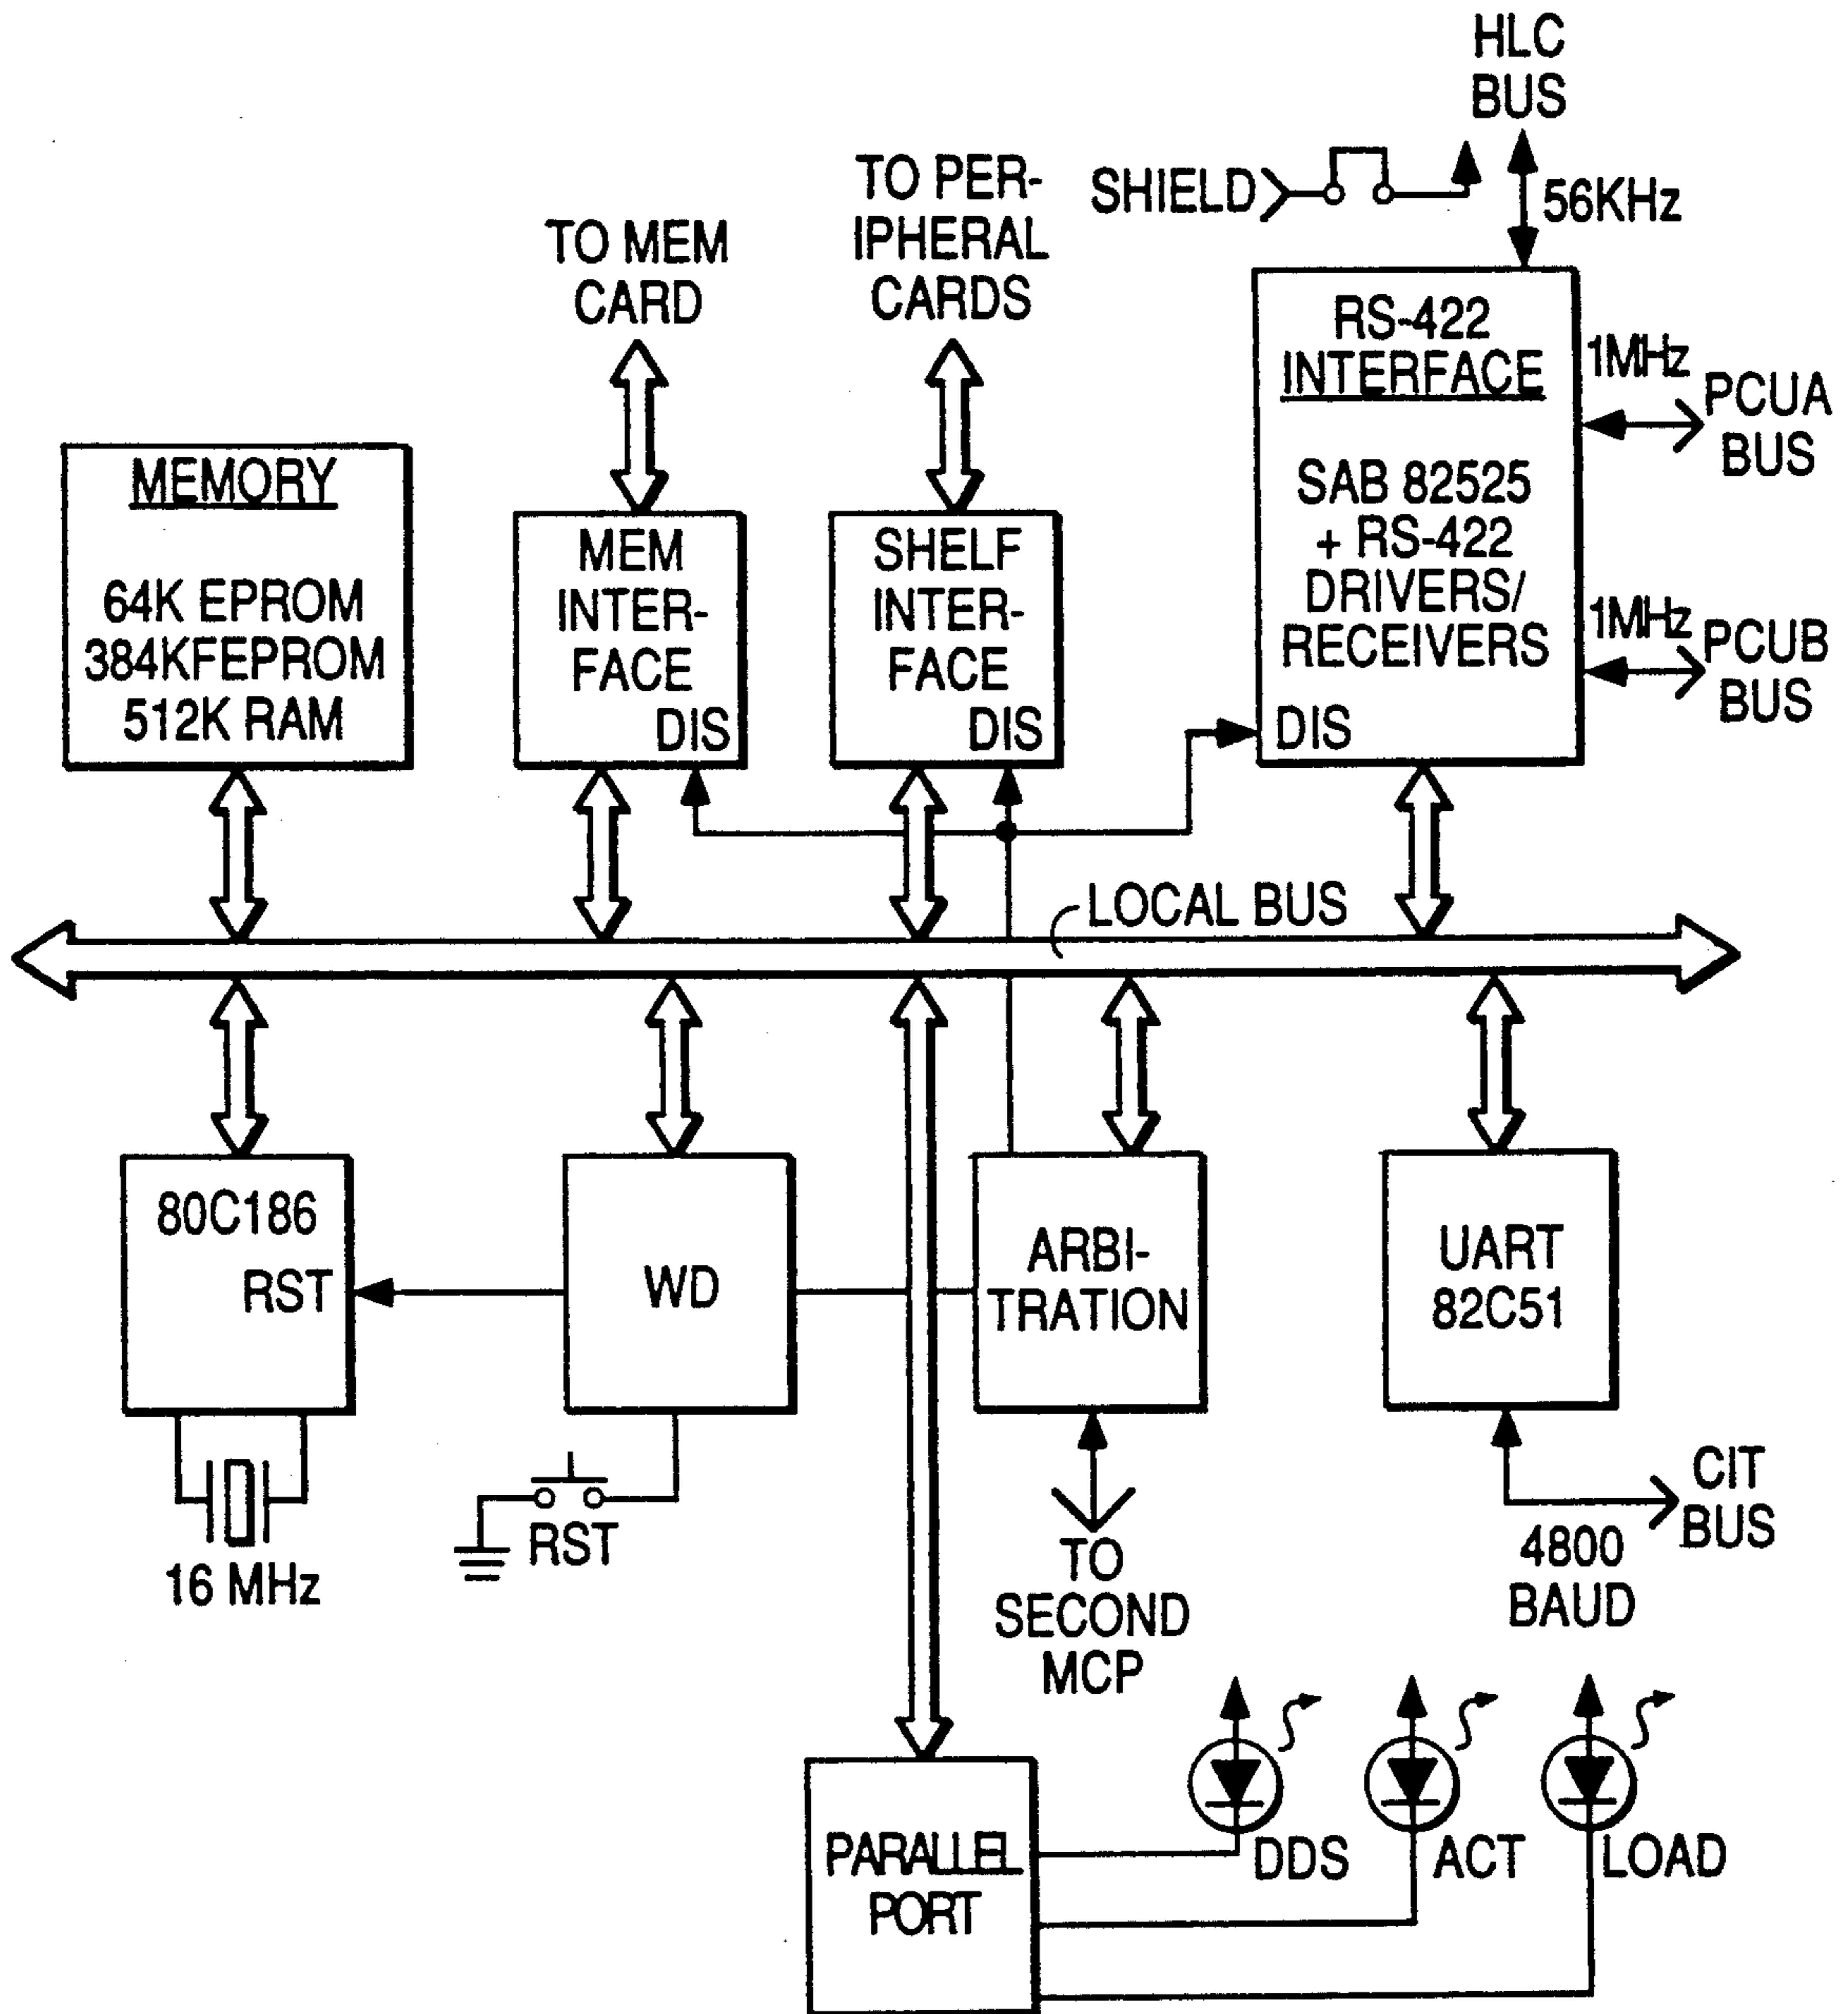 HLC
BUS
SHIELD
56KHz
TO PER-
IPHERAL
CARDS
TO MEM
CARD
RS-422
INTERFACE
SAB 82525
+ RS-422
DRIVERS/
RECEIVERS
DIS
1MHz
PCUA
BUS
1MHz
PCUB
BUS
MEMORY
64K EPROM
384KFEPROM
512K RAM
MEM
INTER-
FACE
DIS
SHELF
INTER-
FACE
DIS
LOCAL BUS
80C186
RST
WD
ARBI-
TRATION
UART
82C51
16 MHz
RST
TO
SECOND
MCP
CIT
BUS
4800
BAUD
PARALLEL
PORT
DDS
ACT
LOAD